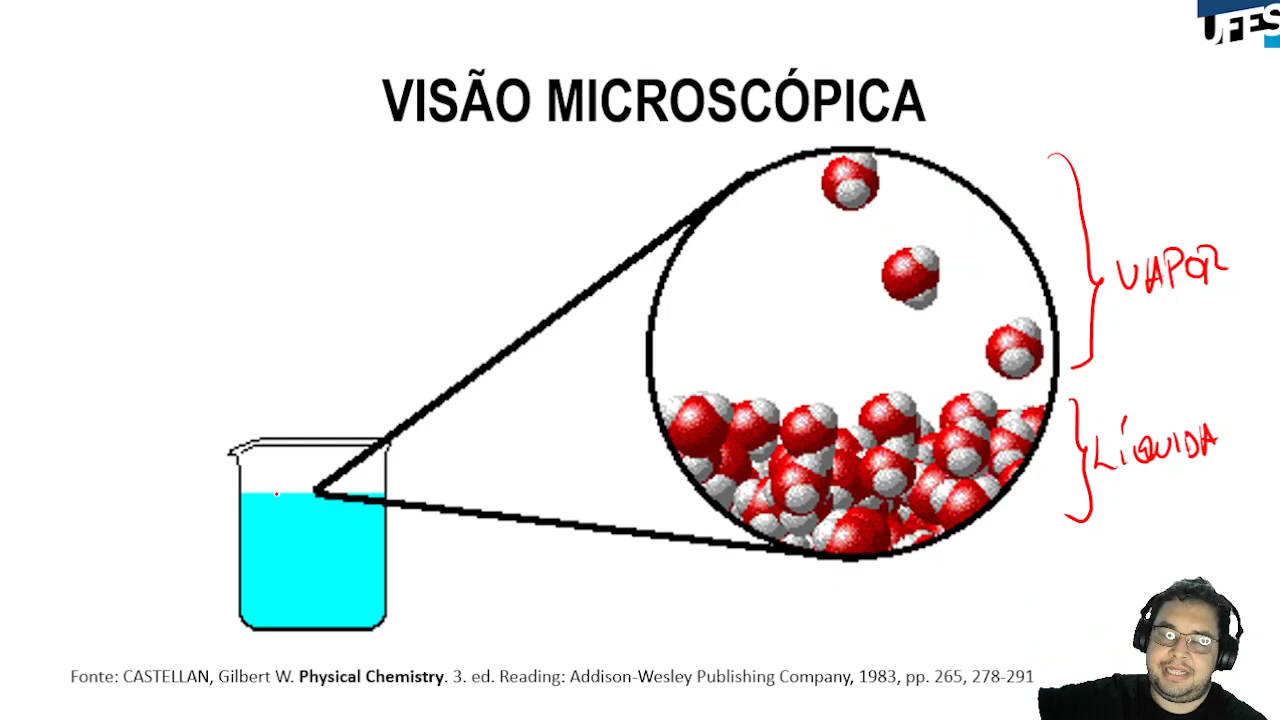 UFES
VISÃO MICROSCÓPICA
VAPOR
LÍQUIDA
Fonte: CASTELLAN, Gilbert W. Physical Chemistry. 3. ed. Reading: Addison-Wesley Publishing Company, 1983, pp. 265, 278-291